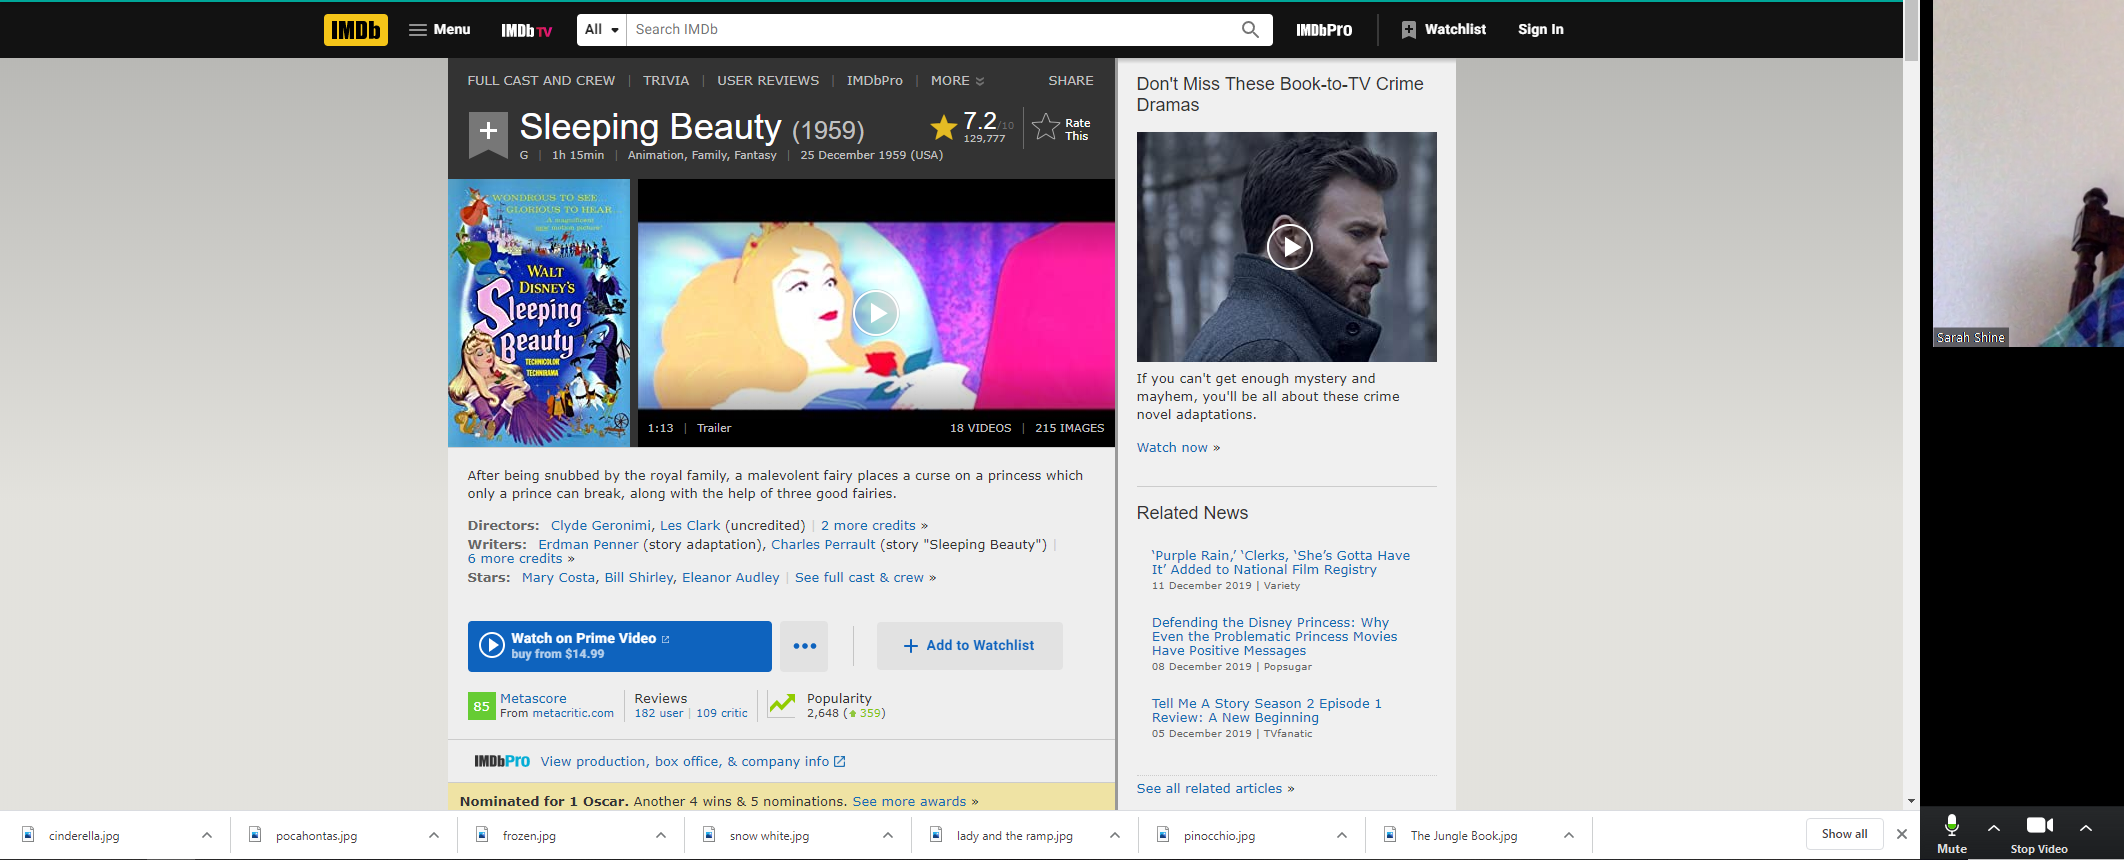 IMDb
Menu
IMDb TV
All
Search IMDb
IMDbPro
Watchlist
Sign In
FULL CAST AND CREW | TRIVIA | USER REVIEWS | IMDbPro | MORE
SHARE
Sleeping Beauty (1959)
7.2/10
129,777
Rate
This
G | 1h 15min | Animation, Family, Fantasy | 25 December 1959 (USA)
WONDROUS TO SEE...
GLORIOUS TO HEAR...
A magnificent
new motion picture!
WALT
DISNEY'S
Sleeping
Beauty
TECHNICOLOR
TECHNIRAMA
1:13 | Trailer
18 VIDEOS | 215 IMAGES
After being snubbed by the royal family, a malevolent fairy places a curse on a princess which
only a prince can break, along with the help of three good fairies.
Directors: Clyde Geronimi, Les Clark (uncredited) | 2 more credits »
Writers: Erdman Penner (story adaptation), Charles Perrault (story "Sleeping Beauty") |
6 more credits »
Stars: Mary Costa, Bill Shirley, Eleanor Audley | See full cast & crew »
Watch on Prime Video
buy from $14.99
Add to Watchlist
85
Metascore
From metacritic.com
Reviews
182 user | 109 critic
Popularity
2,648 (359)
IMDbPro View production, box office, & company info
Nominated for 1 Oscar. Another 4 wins & 5 nominations. See more awards »
Don't Miss These Book-to-TV Crime
Dramas
If you can't get enough mystery and
mayhem, you'll be all about these crime
novel adaptations.
Watch now »
Related News
‘Purple Rain,’ ‘Clerks, ‘She’s Gotta Have
It’ Added to National Film Registry
11 December 2019 | Variety
Defending the Disney Princess: Why
Even the Problematic Princess Movies
Have Positive Messages
08 December 2019 | Popsugar
Tell Me A Story Season 2 Episode 1
Review: A New Beginning
05 December 2019 | TVfanatic
See all related articles »
Sarah Shine
cinderella.jpg
pocahontas.jpg
frozen.jpg
snow white.jpg
lady and the ramp.jpg
pinocchio.jpg
The Jungle Book.jpg
Show all
Mute
Stop Video